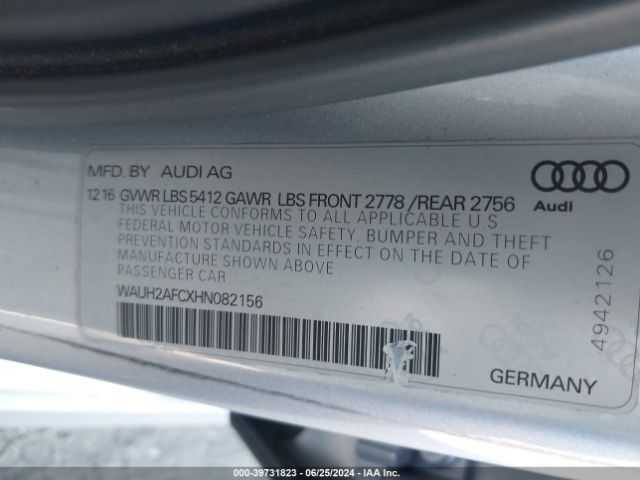 MFD. BY AUDI AG
12 16 GVWR LBS 5412 GAWR LBS FRONT 2778 /REAR 2756
THIS VEHICLE CONFORMS TO ALL APPLICABLE U S
FEDERAL MOTOR VEHICLE SAFETY, BUMPER AND THEFT
PREVENTION STANDARDS IN EFFECT ON THE DATE OF
MANUFACTURE SHOWN ABOVE
PASSENGER CAR
WAUH2AFCXHN082156
Audi
4942126
GERMANY
000-39731823 / 06/25/2024 - IAA Inc.